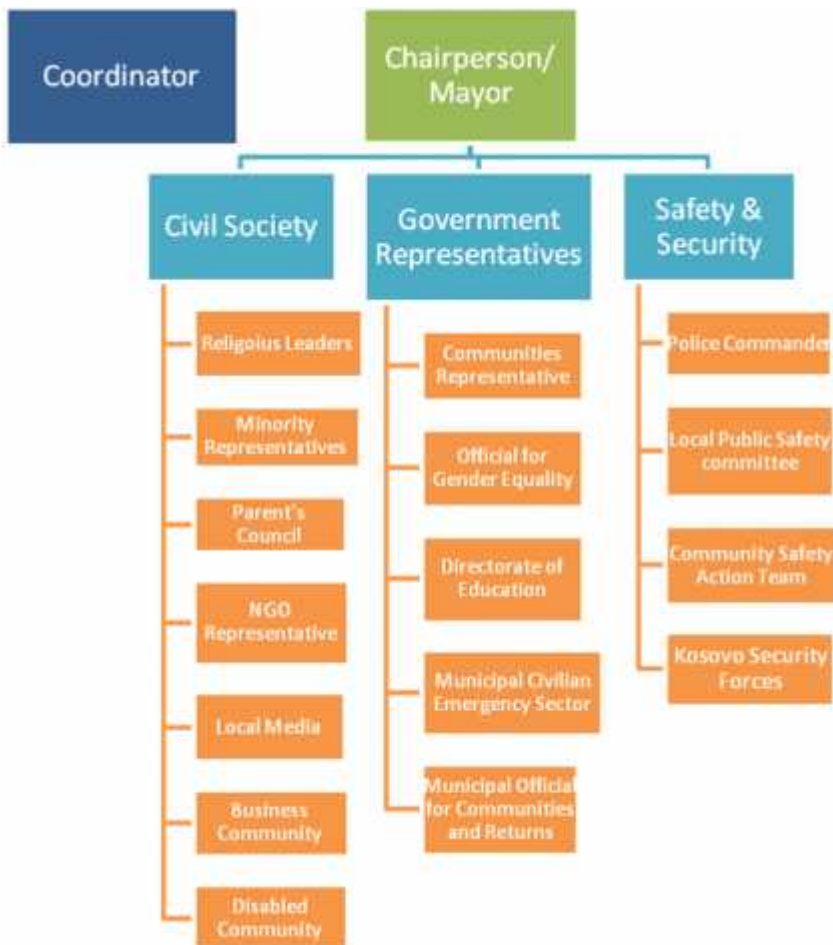 Coordinator
Chairperson/
Mayor
Civil Society
Government
Representatives
Safety &
Security
Religoius Leaders
Minority
Representatives
Parent's
Council
NGO
Representative
Local Media
Business
Community
Disabled
Community
Communities
Representative
Official for
Gender Equality
Directorate of
Education
Municipal Civilian
Emergency Sector
Municipal Official
for Communities
and Returns
Police Commander
Local Public Safety
committee
Community Safety
Action Team
Kosovo Security
Forces